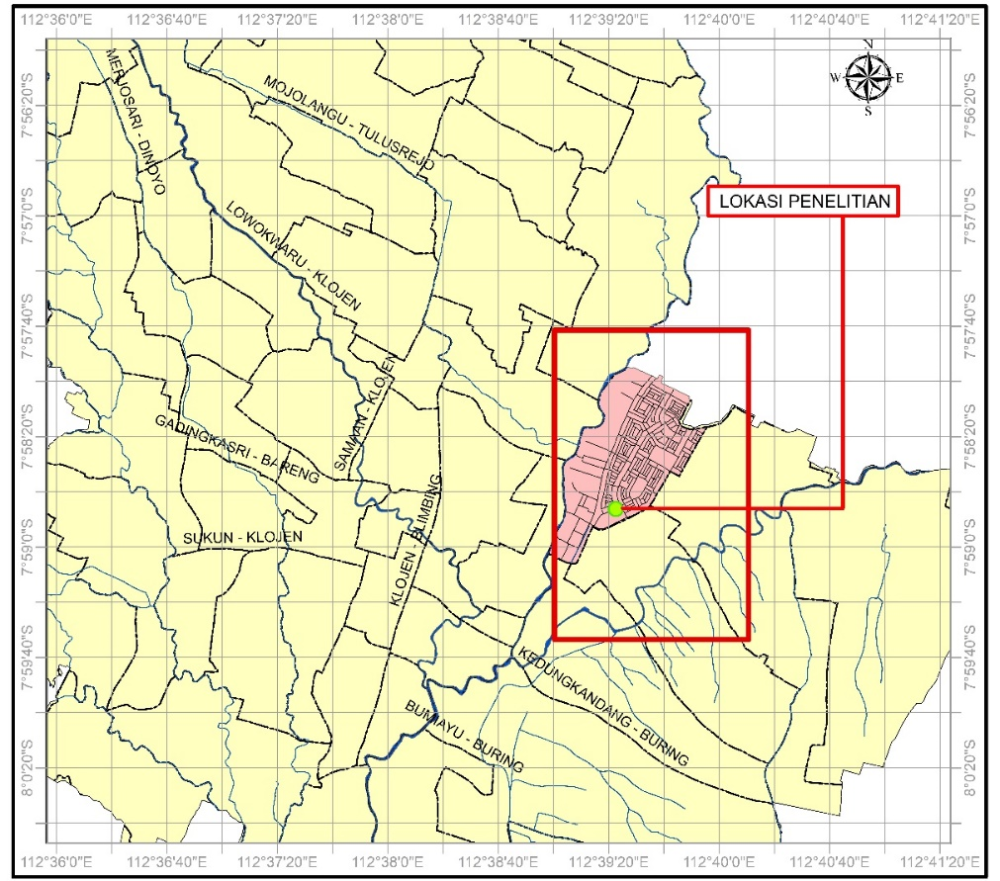 112°36'0"E 112°36'40"E 112°37'20"E 112°38'0"E 112°38'40"E 112°39'20"E 112°40'0"E 112°40'40"E 112°41'20"E
N
W E
S
7°56'20"S 7°56'20"S
MERJOSARI - DINOYO
MOJOLANGU - TULUSREJO
LOKASI PENELITIAN
7°57'0"S 7°57'0"S
LOWOKWARU - KLOJEN
7°57'40"S 7°57'40"S
SAMAAN - KLOJEN
7°58'20"S 7°58'20"S
GADINGKASRI - BARENG
KLOJEN - BLIMBING
SUKUN - KLOJEN
7°59'0"S 7°59'0"S
7°59'40"S 7°59'40"S
KEDUNGKANDANG - BURING
BUMIAYU - BURING
8°0'20"S 8°0'20"S
112°36'0"E 112°36'40"E 112°37'20"E 112°38'0"E 112°38'40"E 112°39'20"E 112°40'0"E 112°40'40"E 112°41'20"E